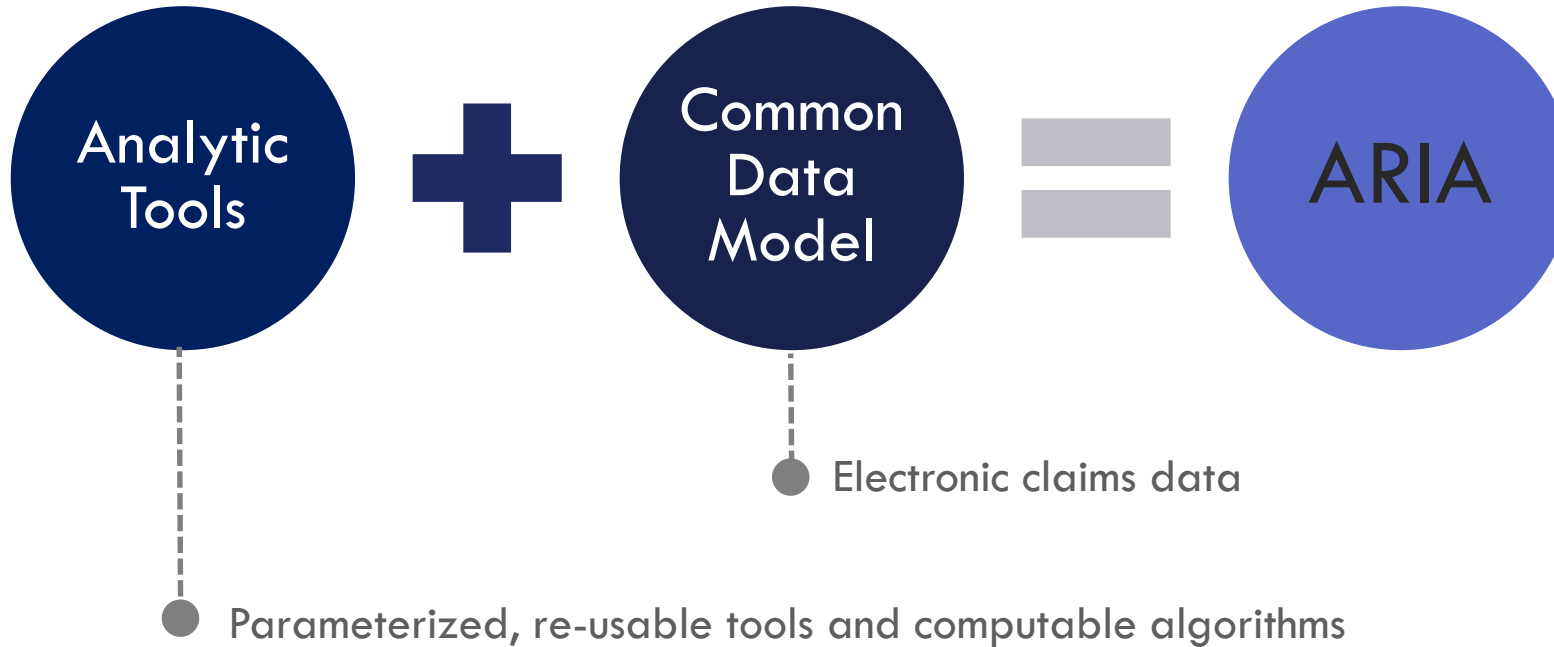 Analytic
Tools
Common
Data
Model
ARIA
Electronic claims data
Parameterized, re-usable tools and computable algorithms